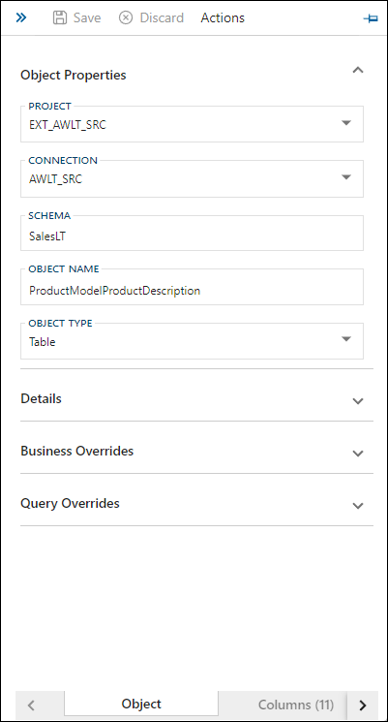 Save Discard Actions
Object Properties
PROJECT
EXT_AWLT_SRC
CONNECTION
AWLT_SRC
SCHEMA
SalesLT
OBJECT NAME
ProductModelProductDescription
OBJECT TYPE
Table
Details
Business Overrides
Query Overrides
Object Columns (11)